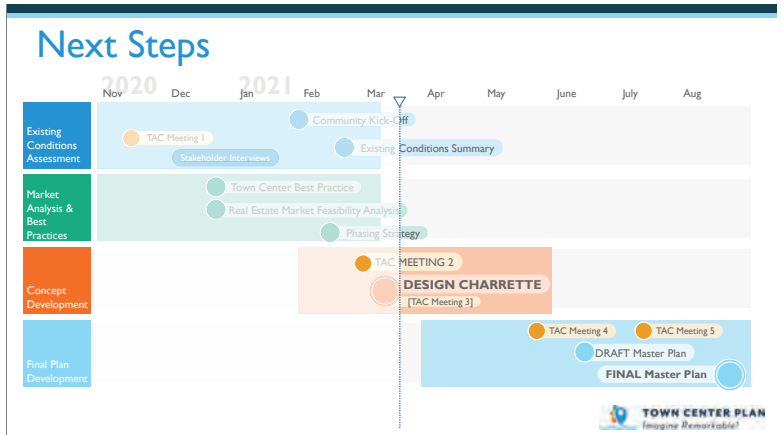 Next Steps
2020
2021
Nov
Dec
Jan
Feb
Mar
Apr
May
June
July
Aug
Existing
Conditions
Assessment
Community Kick-Off
TAC Meeting 1
Existing Conditions Summary
Stakeholder Interviews
Market
Analysis &
Best
Practices
Town Center Best Practice
Real Estate Market Feasibility Analysis
Phasing Strategy
Concept
Development
TAC MEETING 2
DESIGN CHARRETTE
[TAC Meeting 3]
Final Plan
Development
TAC Meeting 4
TAC Meeting 5
DRAFT Master Plan
FINAL Master Plan
TOWN CENTER PLAN
Imagine Remarkable!